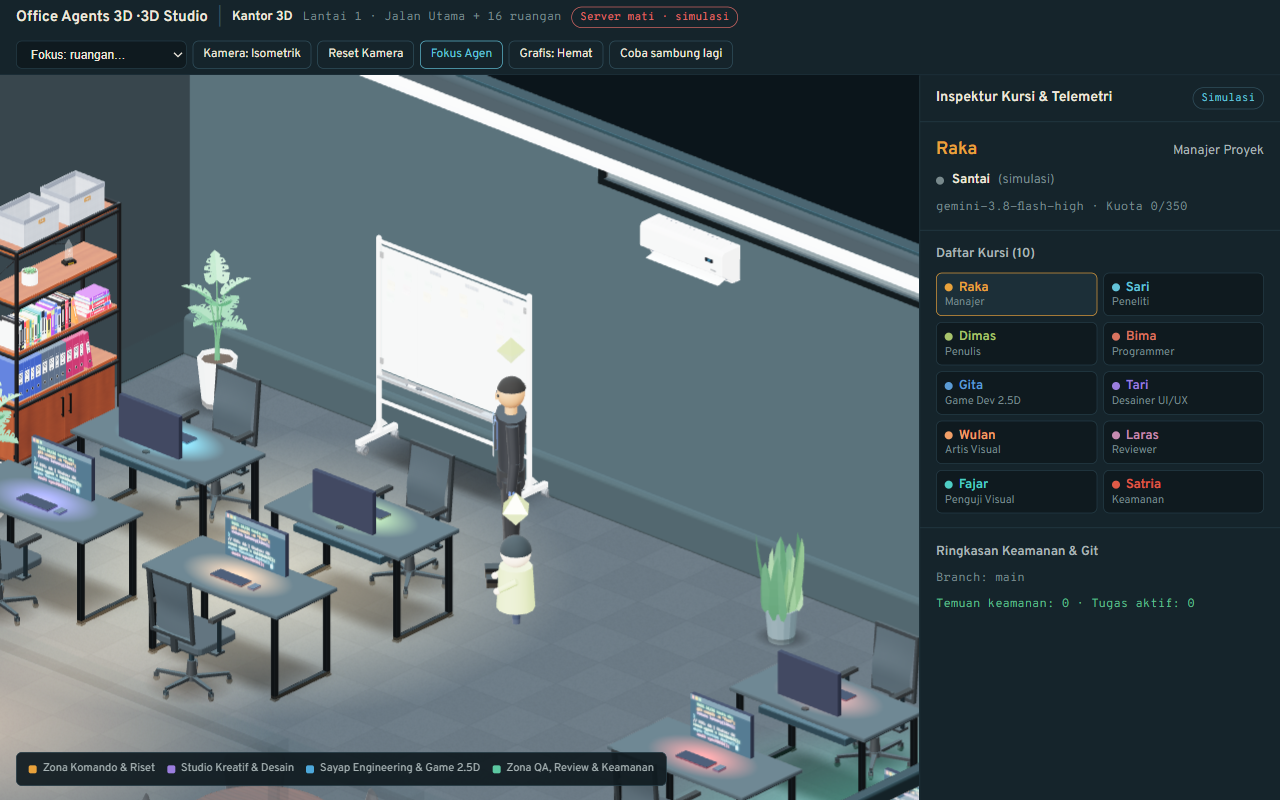 Office Agents 3D ·3D Studio
Kantor 3D
Lantai 1 · Jalan Utama + 16 ruangan
Server mati · simulasi
Fokus: ruangan...
Kamera: Isometrik
Reset Kamera
Fokus Agen
Grafis: Hemat
Coba sambung lagi
Inspektur Kursi & Telemetri
Simulasi
Raka
Manajer Proyek
Santai (simulasi)
gemini-3.8-flash-high · Kuota 0/350
Daftar Kursi (10)
Raka
Manajer
Sari
Peneliti
Dimas
Penulis
Bima
Programmer
Gita
Game Dev 2.5D
Tari
Desainer UI/UX
Wulan
Artis Visual
Laras
Reviewer
Fajar
Penguji Visual
Satria
Keamanan
Ringkasan Keamanan & Git
Branch: main
Temuan keamanan: 0 · Tugas aktif: 0
Zona Komando & Riset
Studio Kreatif & Desain
Sayap Engineering & Game 2.5D
Zona QA, Review & Keamanan